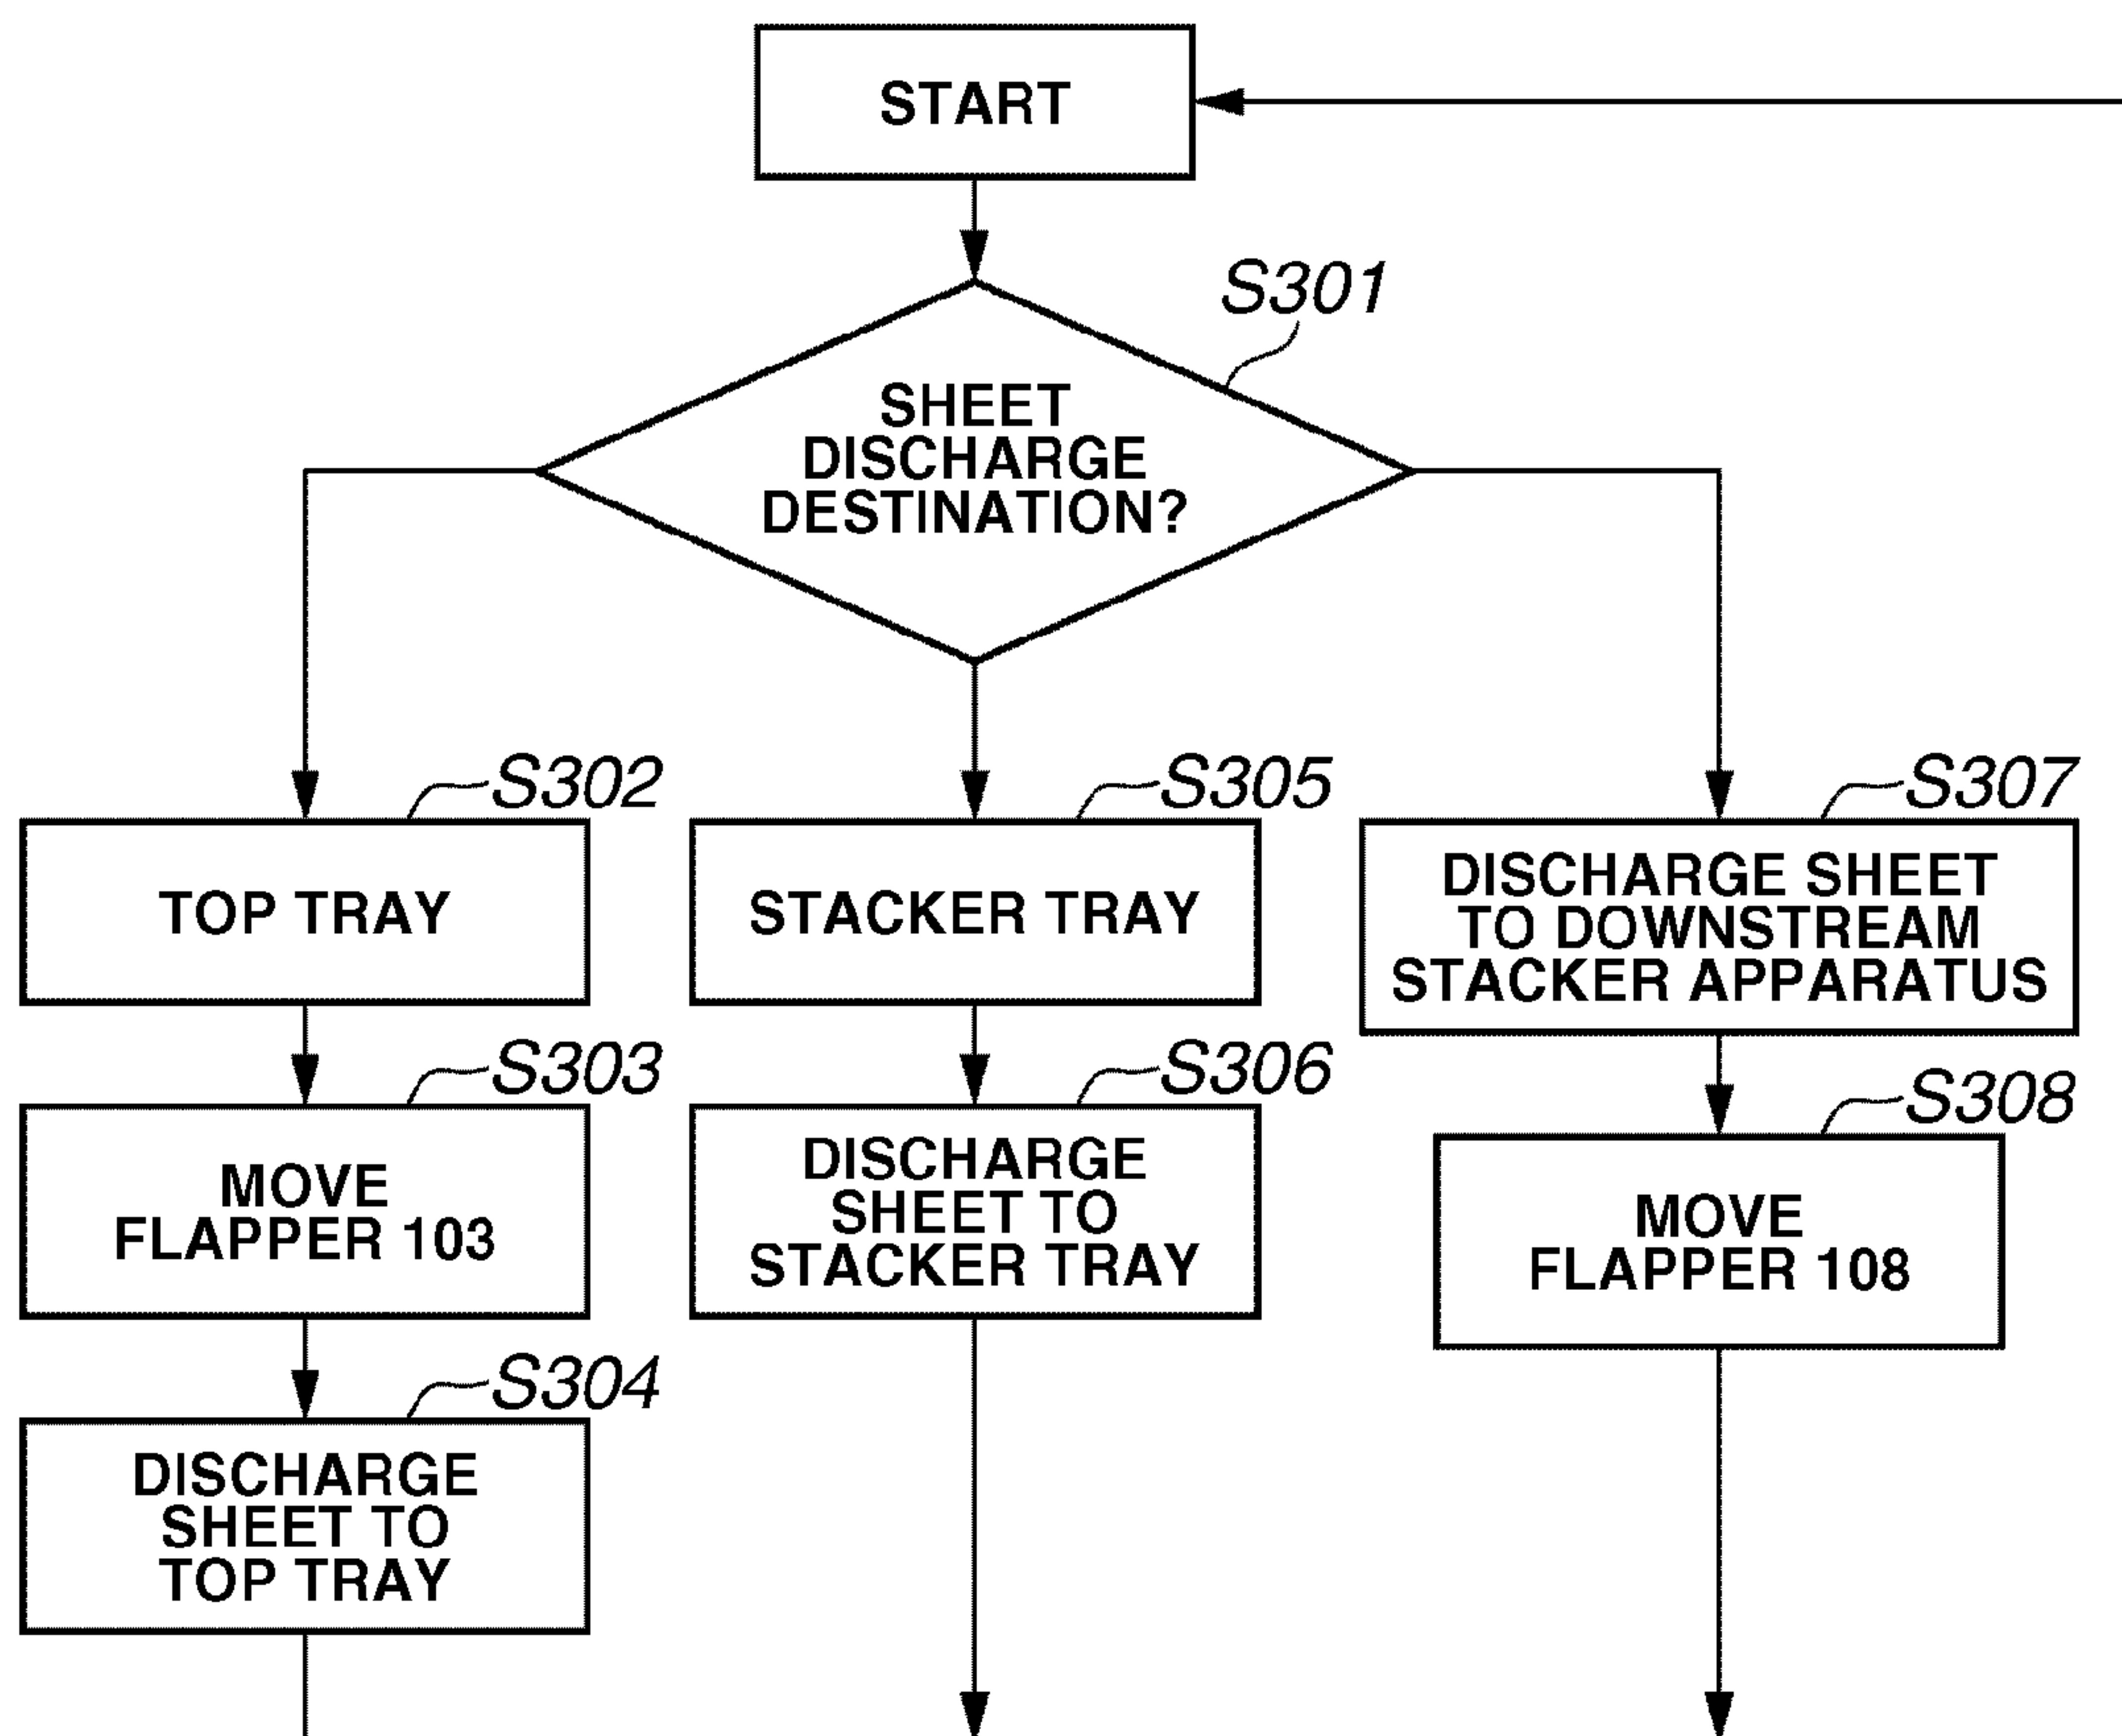 START
S301
SHEET
DISCHARGE
DESTINATION?
S302
TOP TRAY
S303
MOVE
FLAPPER 103
S304
DISCHARGE
SHEET TO
TOP TRAY
S305
STACKER TRAY
S306
DISCHARGE
SHEET TO
STACKER TRAY
S307
DISCHARGE SHEET
TO DOWNSTREAM
STACKER APPARATUS
S308
MOVE
FLAPPER 108